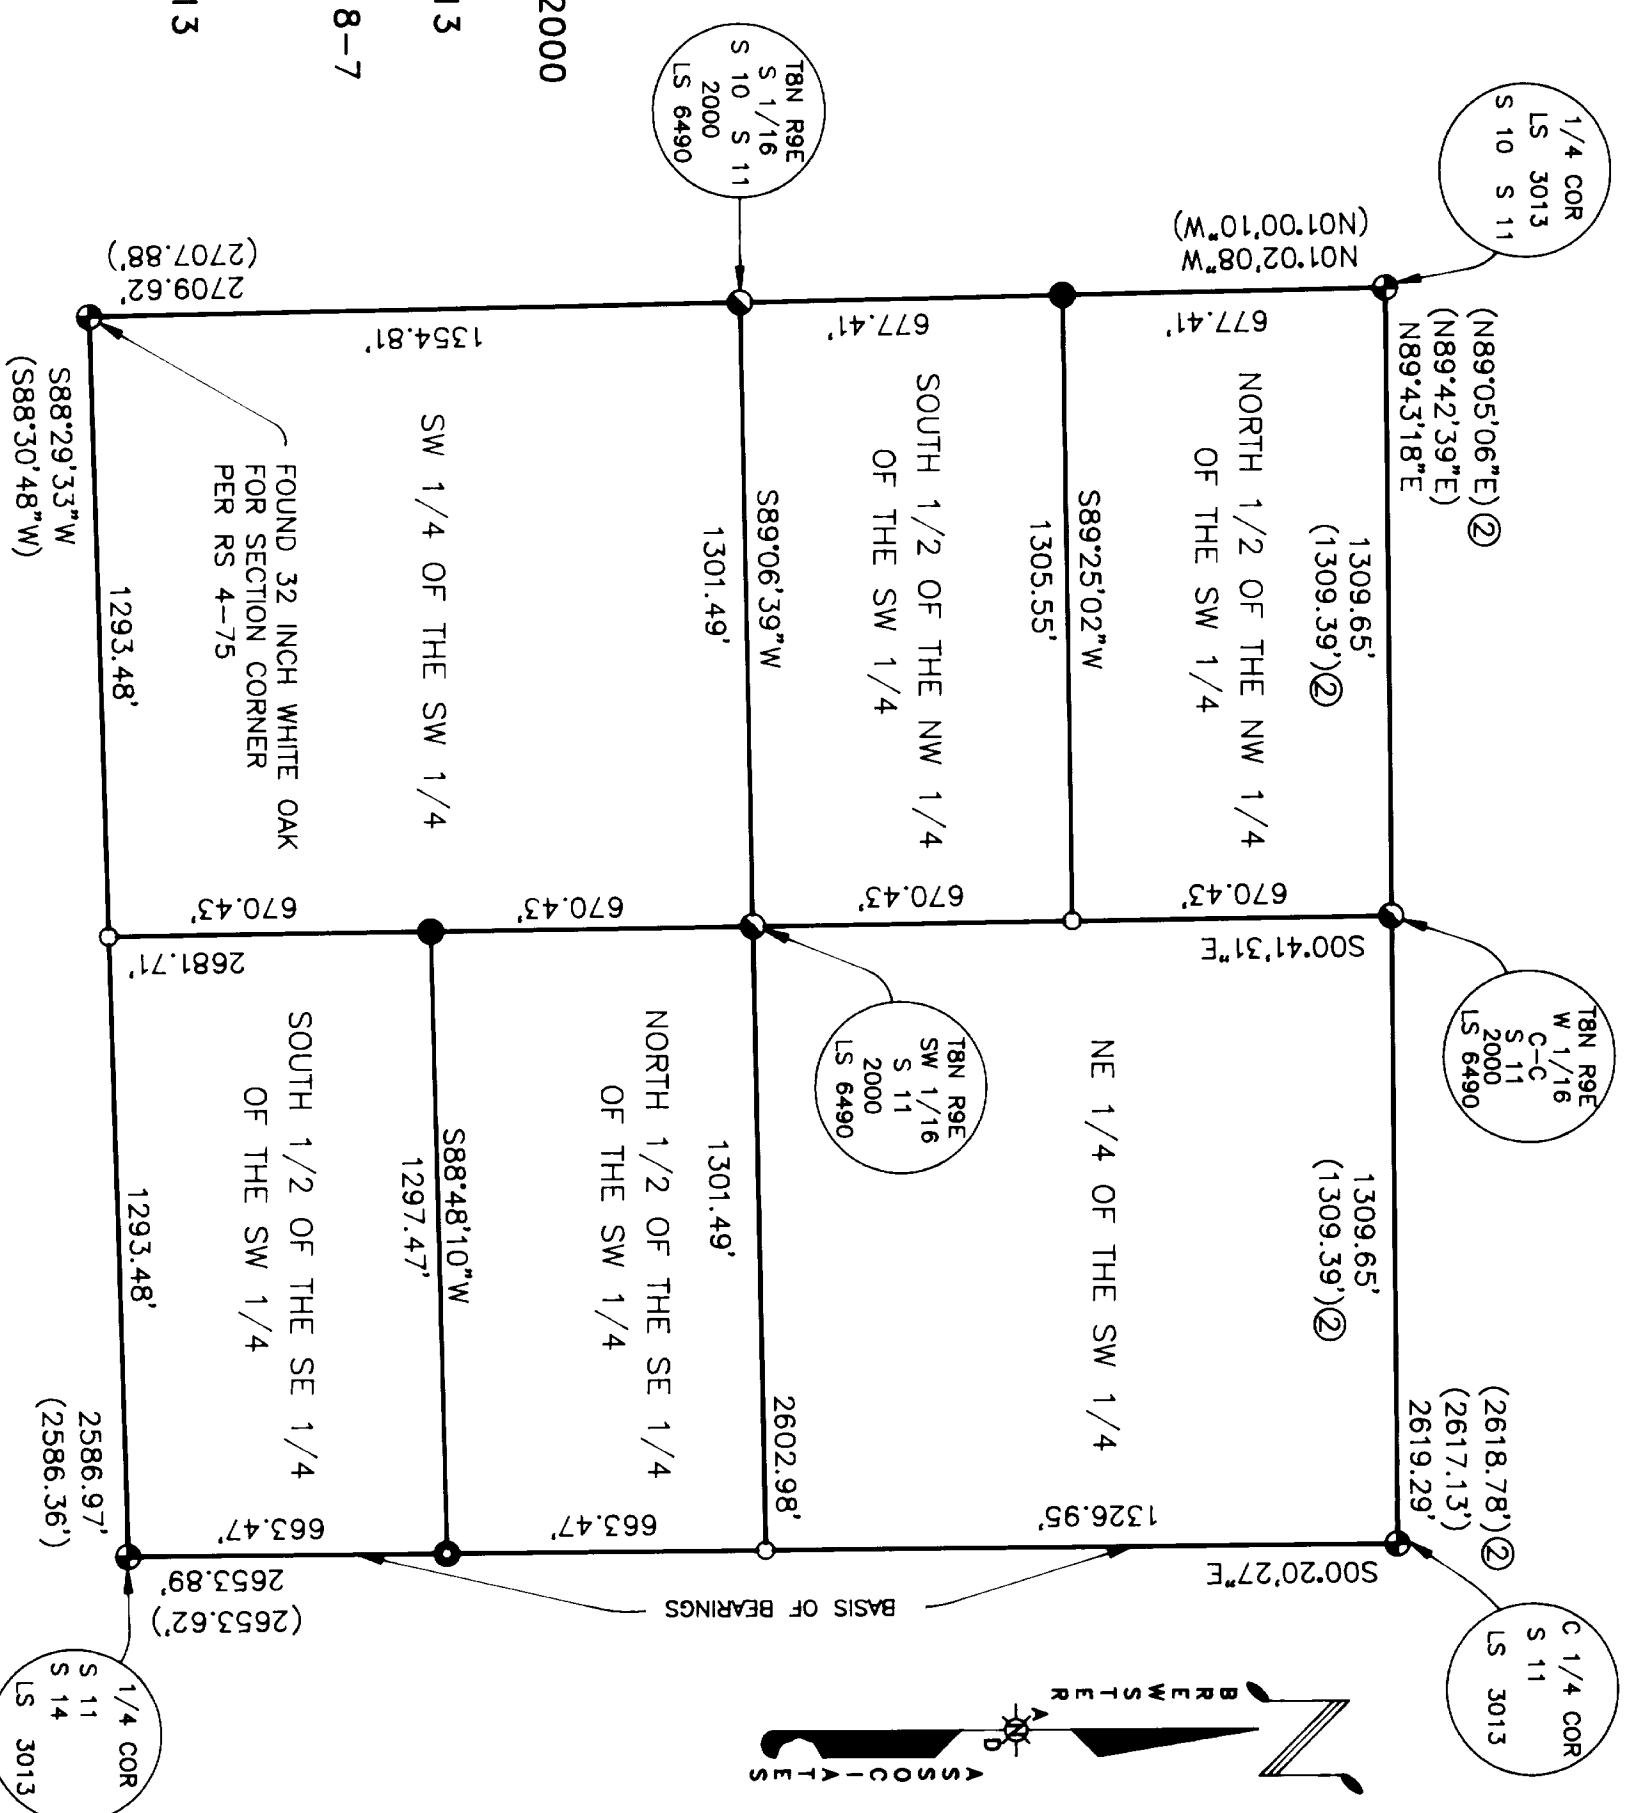 1/4 COR
LS 3013
S 10 S 11
(N89°05'06"E)②
(N89°42'39"E)
N89°43'18"E
1309.65'
(1309.39')②
T8N R9E
W 1/16
C-C
S 11
2000
LS 6490
1309.65'
(1309.39')②
(2618.78')②
(2617.13')
2619.29'
C 1/4 COR
S 11
LS 3013
N01°02'08"W
(N01°00'10"W)
677.41'
NORTH 1/2 OF THE NW 1/4
OF THE SW 1/4
670.43'
S00°41'31"E
NE 1/4 OF THE SW 1/4
1326.95'
S00°20'27"E
S89°25'02"W
1305.55'
677.41'
SOUTH 1/2 OF THE NW 1/4
OF THE SW 1/4
670.43'
T8N R9E
SW 1/16
S 11
2000
LS 6490
BASIS OF BEARINGS
T8N R9E
S 1/16
S 10 S 11
2000
LS 6490
S89°06'39"W
1301.49'
1301.49'
2602.98'
1354.81'
SW 1/4 OF THE SW 1/4
670.43'
NORTH 1/2 OF THE SE 1/4
OF THE SW 1/4
663.47'
S88°48'10"W
1297.47'
2709.62'
(2707.88')
FOUND 32 INCH WHITE OAK
FOR SECTION CORNER
PER RS 4-75
670.43'
2681.71'
SOUTH 1/2 OF THE SE 1/4
OF THE SW 1/4
663.47'
2653.89'
(2653.62')
S88°29'33"W
(S88°30'48"W)
1293.48'
1293.48'
2586.97'
(2586.36')
1/4 COR
S 11
S 14
LS 3013
BREWSTER
A N D
ASSOCIATES
2000
13
8-7
13